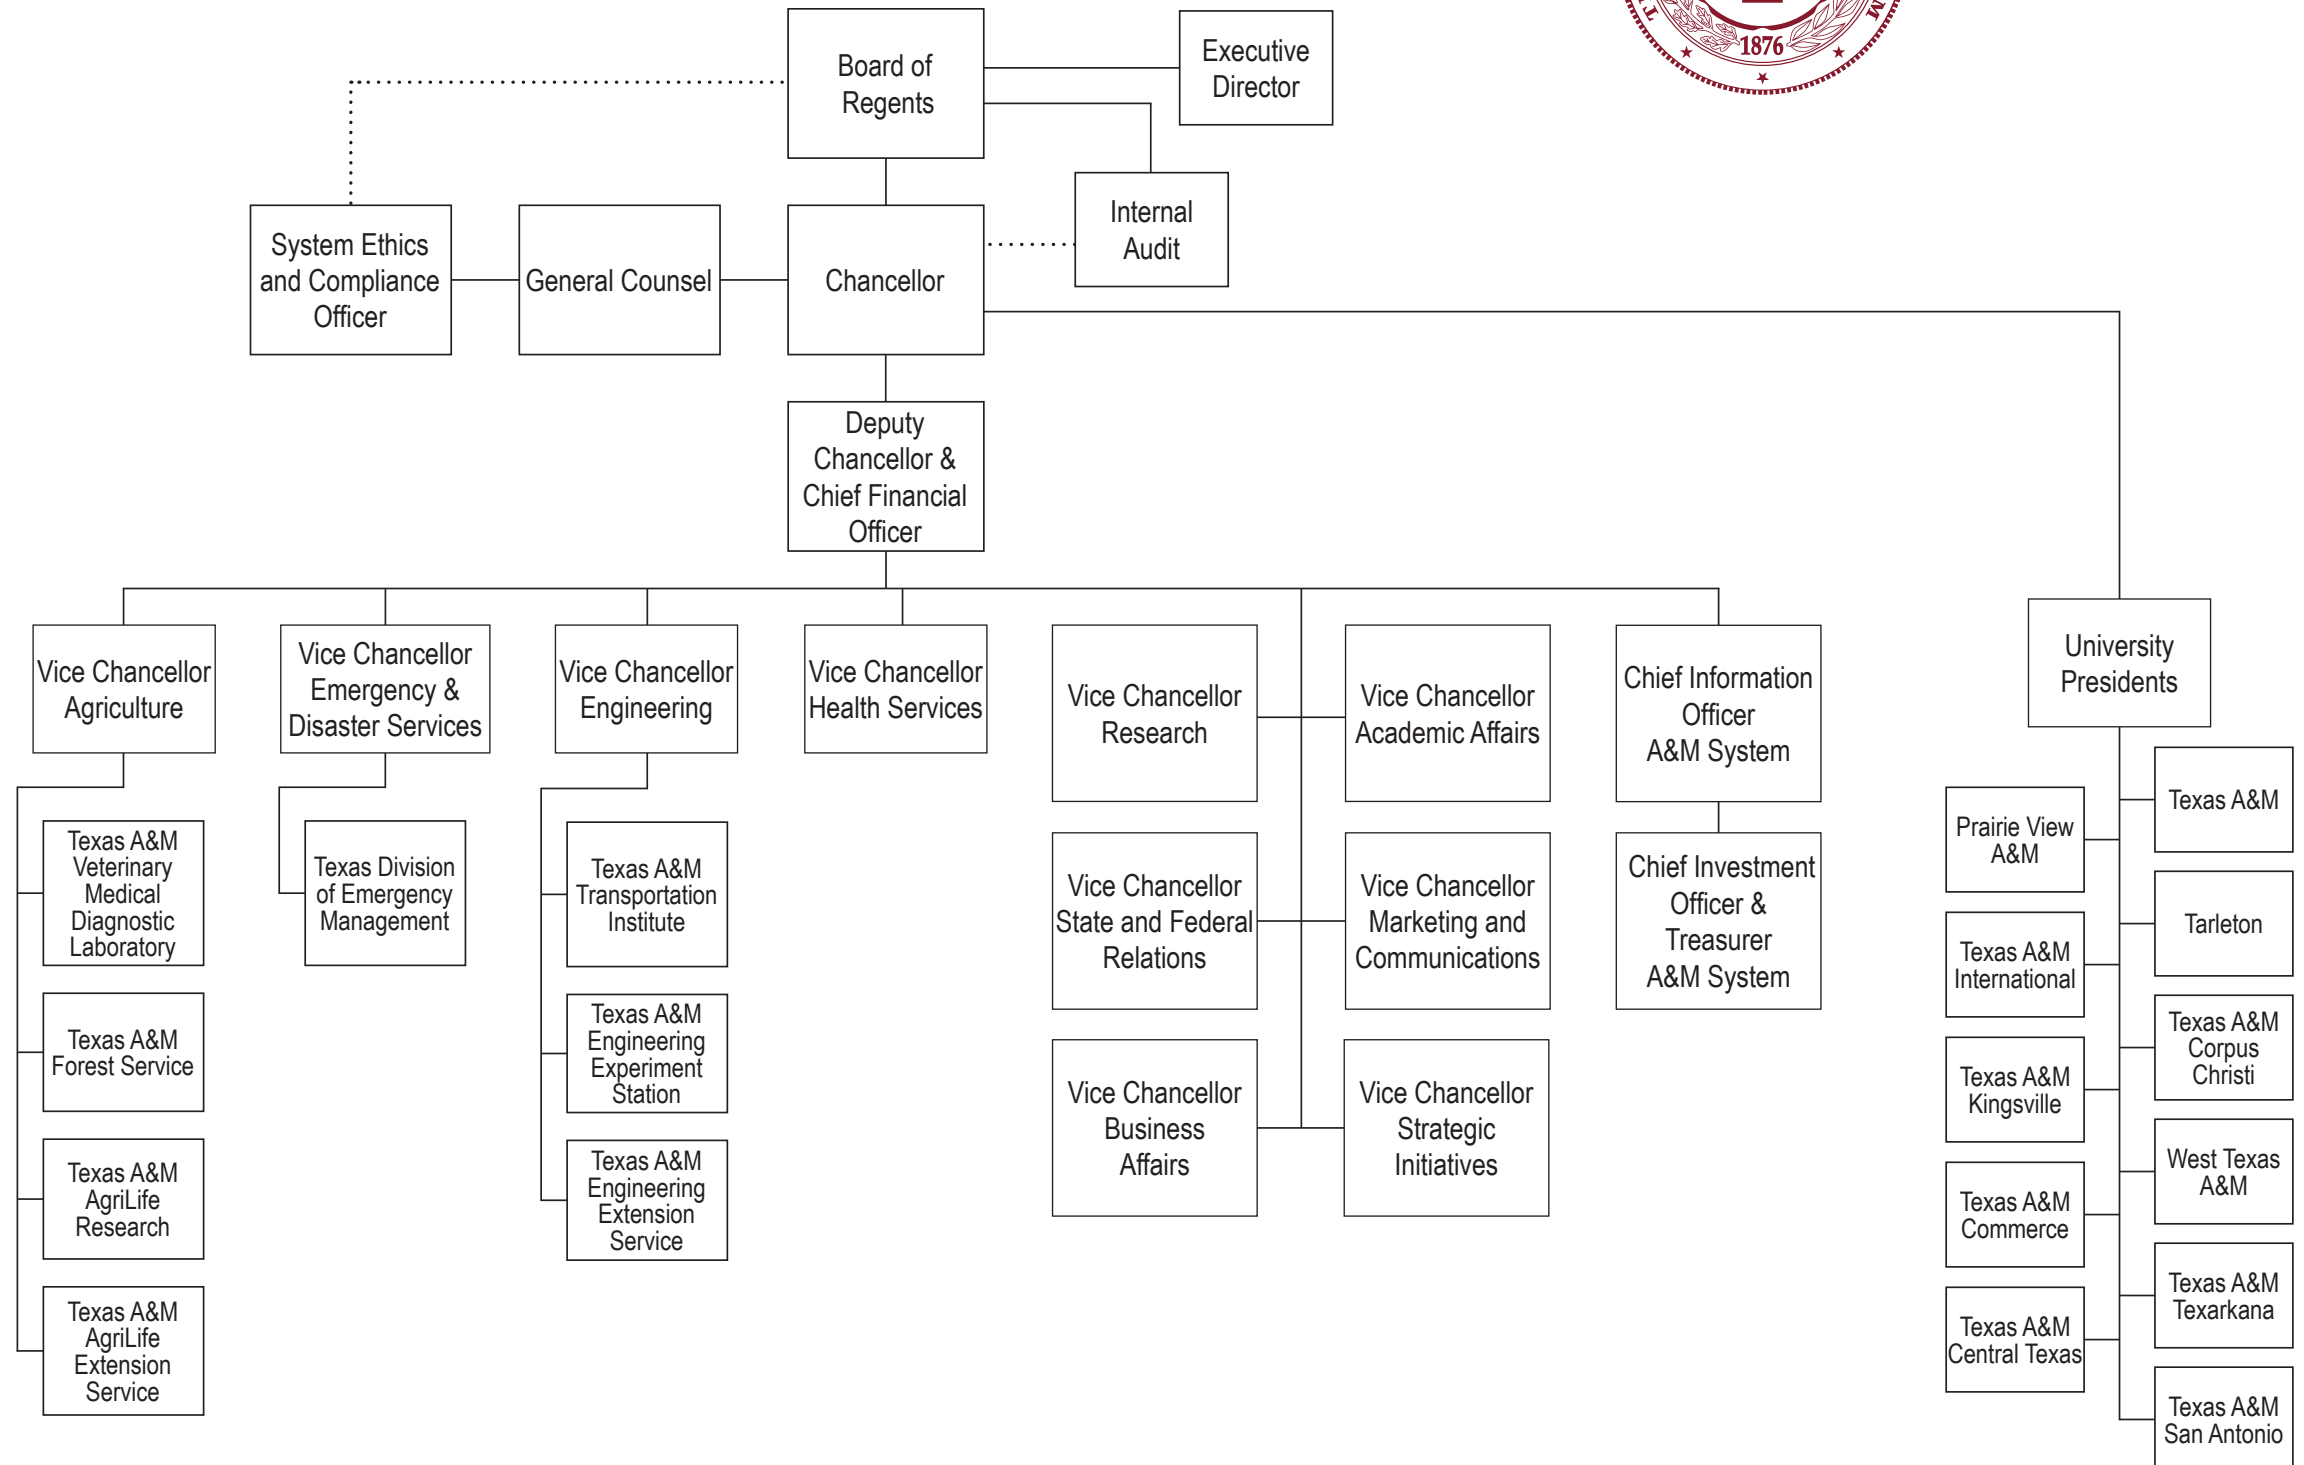 1876
Board of
Regents
Executive
Director
Internal
Audit
System Ethics
and Compliance
Officer
General Counsel
Chancellor
Deputy
Chancellor &
Chief Financial
Officer
Vice Chancellor
Agriculture
Vice Chancellor
Emergency &
Disaster Services
Vice Chancellor
Engineering
Vice Chancellor
Health Services
Vice Chancellor
Research
Vice Chancellor
Academic Affairs
Chief Information
Officer
A&M System
University
Presidents
Texas A&M
Veterinary
Medical
Diagnostic
Laboratory
Texas A&M
Forest Service
Texas A&M
AgriLife
Research
Texas A&M
AgriLife
Extension
Service
Texas Division
of Emergency
Management
Texas A&M
Transportation
Institute
Texas A&M
Engineering
Experiment
Station
Texas A&M
Engineering
Extension
Service
Vice Chancellor
State and Federal
Relations
Vice Chancellor
Marketing and
Communications
Chief Investment
Officer &
Treasurer
A&M System
Vice Chancellor
Business
Affairs
Vice Chancellor
Strategic
Initiatives
Texas A&M
Prairie View
A&M
Tarleton
Texas A&M
International
Texas A&M
Corpus
Christi
Texas A&M
Kingsville
West Texas
A&M
Texas A&M
Commerce
Texas A&M
Texarkana
Texas A&M
Central Texas
Texas A&M
San Antonio